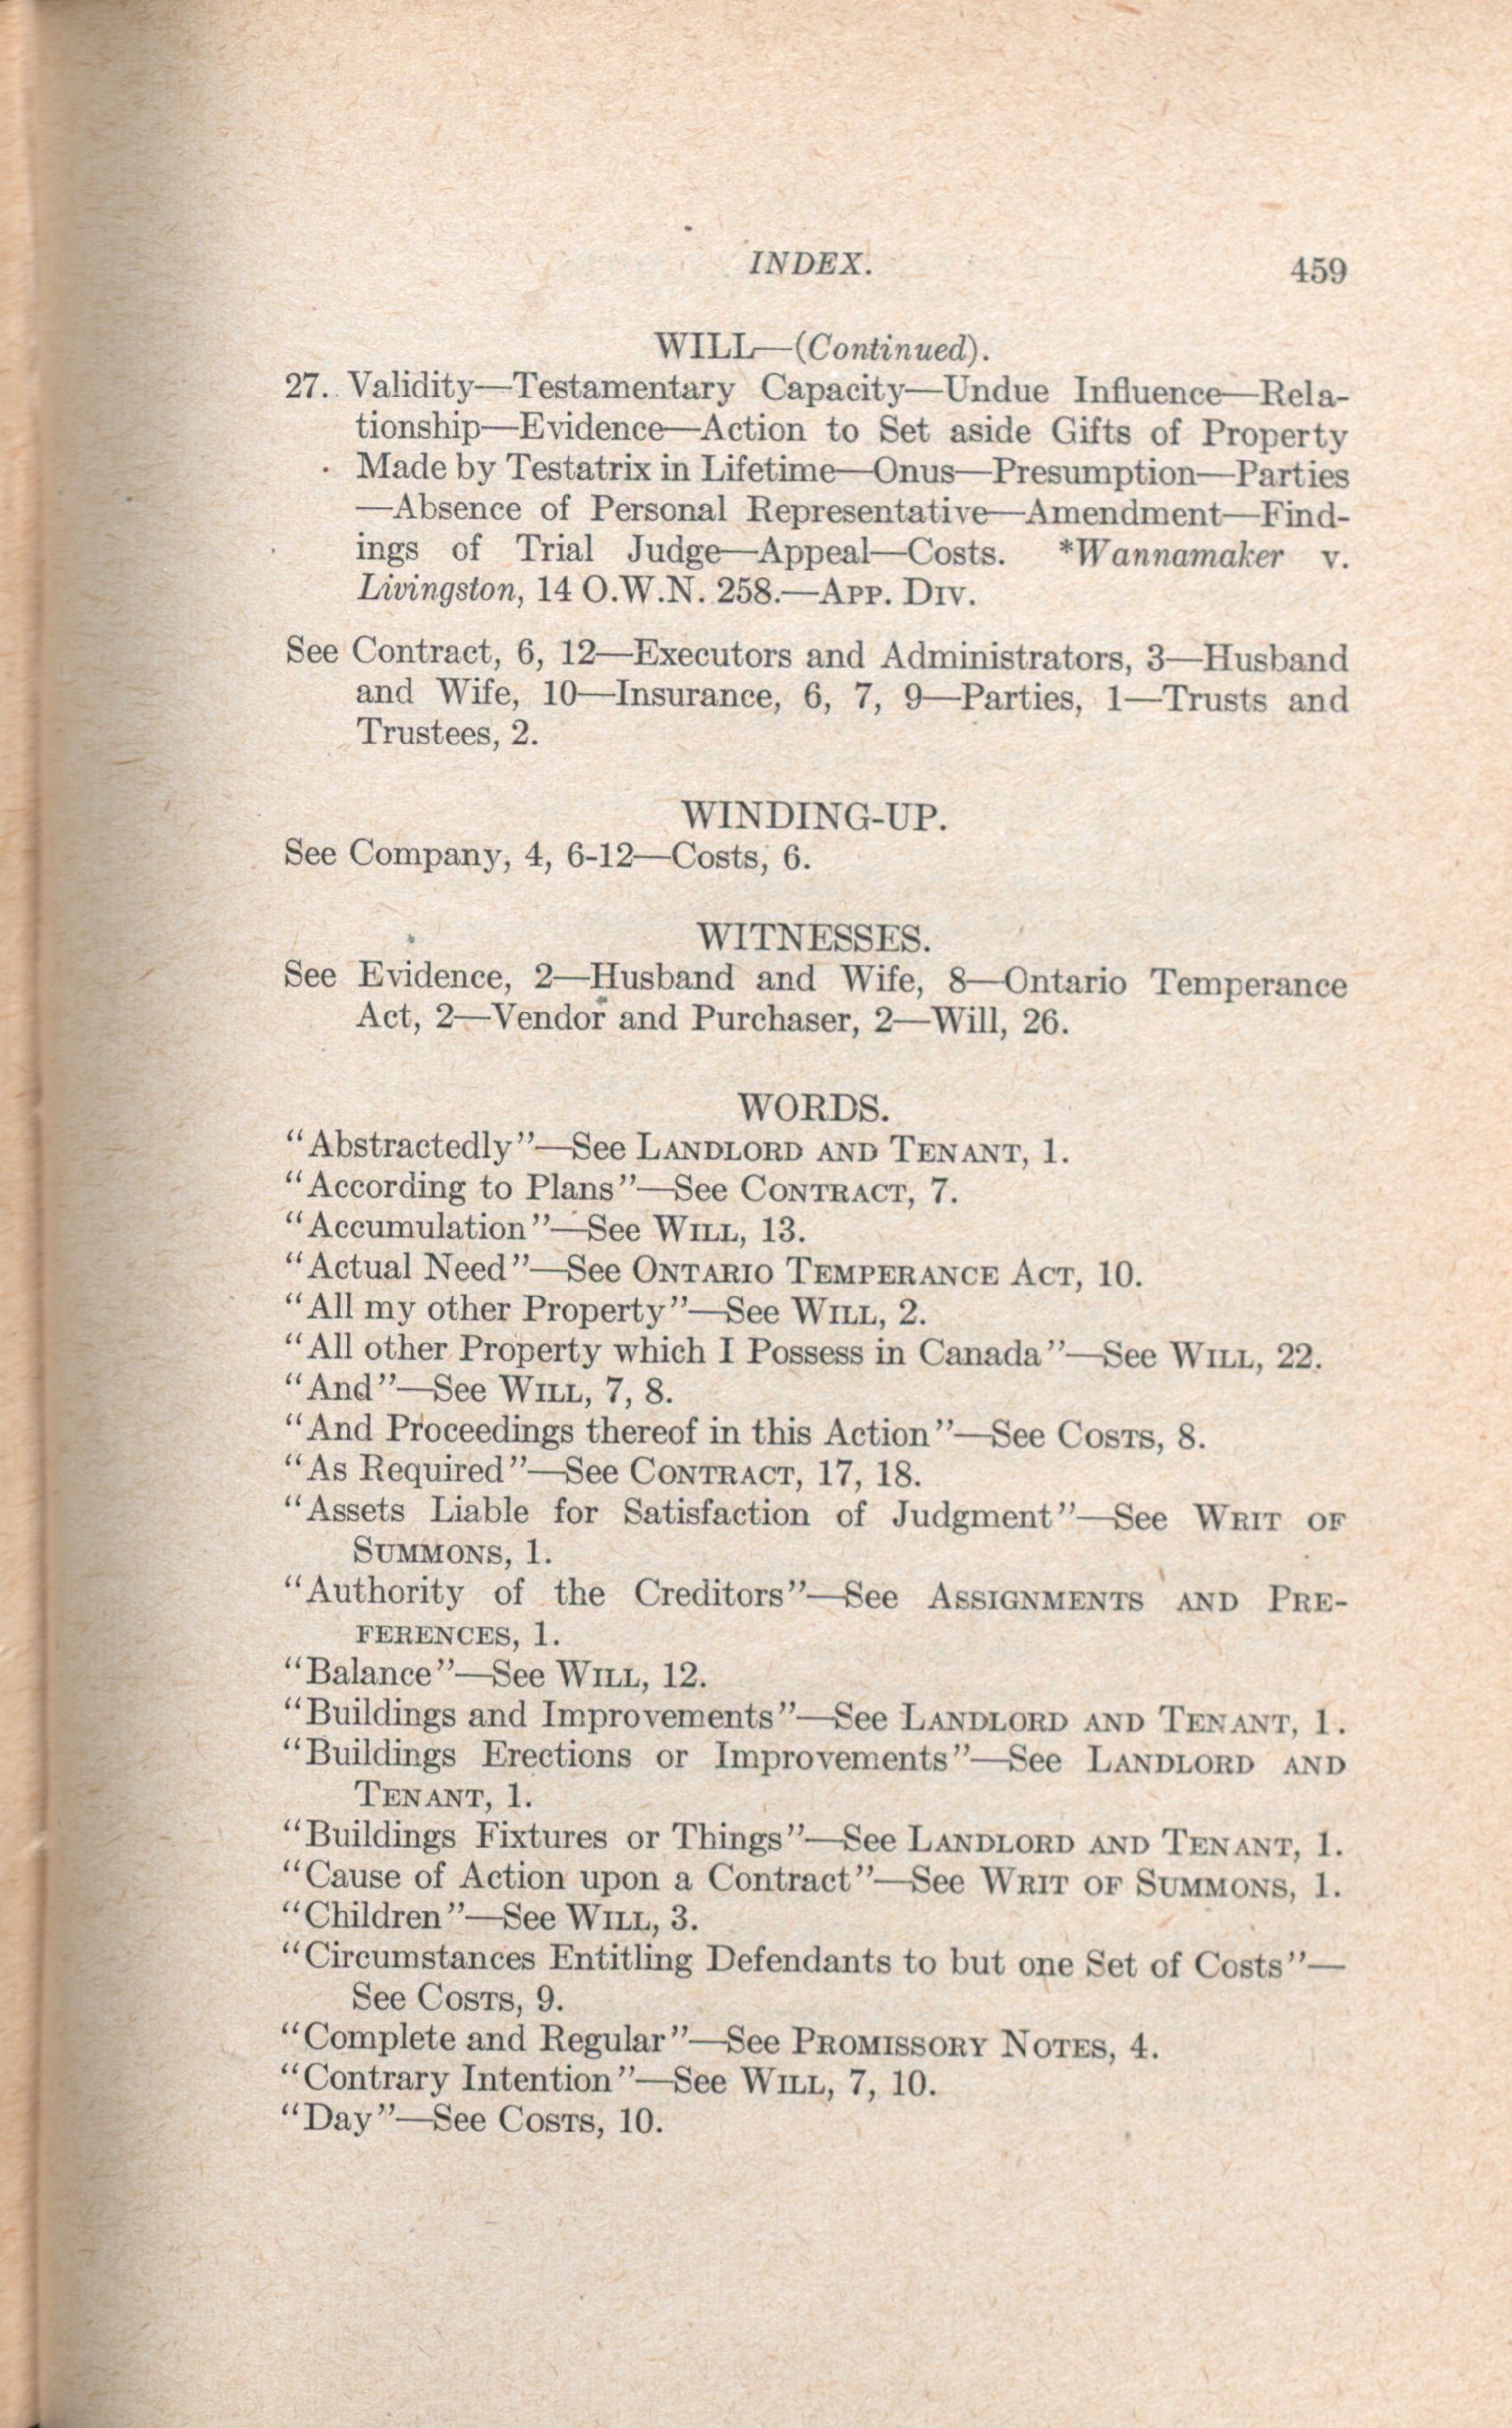 INDEX. 459
WILL—(Continued).
27. Validity—Testamentary Capacity—Undue Influence—Rela-
tionship—Evidence—Action to Set aside Gifts of Property
Made by Testatrix in Lifetime—Onus—Presumption—Parties
—Absence of Personal Representative—Amendment—Find-
ings of Trial Judge—Appeal—Costs. *Wannamaker v.
Livingston, 14 O.W.N. 258.—APP. DIV.
See Contract, 6, 12—Executors and Administrators, 3—Husband
and Wife, 10—Insurance, 6, 7, 9—Parties, 1—Trusts and
Trustees, 2.
WINDING-UP.
See Company, 4, 6-12—Costs, 6.
WITNESSES.
See Evidence, 2—Husband and Wife, 8—Ontario Temperance
Act, 2—Vendor and Purchaser, 2—Will, 26.
WORDS.
“Abstractedly”—See LANDLORD AND TENANT, 1.
“According to Plans”—See CONTRACT, 7.
“Accumulation”—See WILL, 13.
“Actual Need”—See ONTARIO TEMPERANCE ACT, 10.
“All my other Property”—See WILL, 2.
“All other Property which I Possess in Canada”—See WILL, 22.
“And”—See WILL, 7, 8.
“And Proceedings thereof in this Action”—See COSTS, 8.
“As Required”—See CONTRACT, 17, 18.
“Assets Liable for Satisfaction of Judgment”—See WRIT OF
SUMMONS, 1.
“Authority of the Creditors”—See ASSIGNMENTS AND PRE-
FERENCES, 1.
“Balance”—See WILL, 12.
“Buildings and Improvements”—See LANDLORD AND TENANT, 1.
“Buildings Erections or Improvements”—See LANDLORD AND
TENANT, 1.
“Buildings Fixtures or Things”—See LANDLORD AND TENANT, 1.
“Cause of Action upon a Contract”—See WRIT OF SUMMONS, 1.
“Children”—See WILL, 3.
“Circumstances Entitling Defendants to but one Set of Costs”—
See COSTS, 9.
“Complete and Regular”—See PROMISSORY NOTES, 4.
“Contrary Intention”—See WILL, 7, 10.
“Day”—See COSTS, 10.